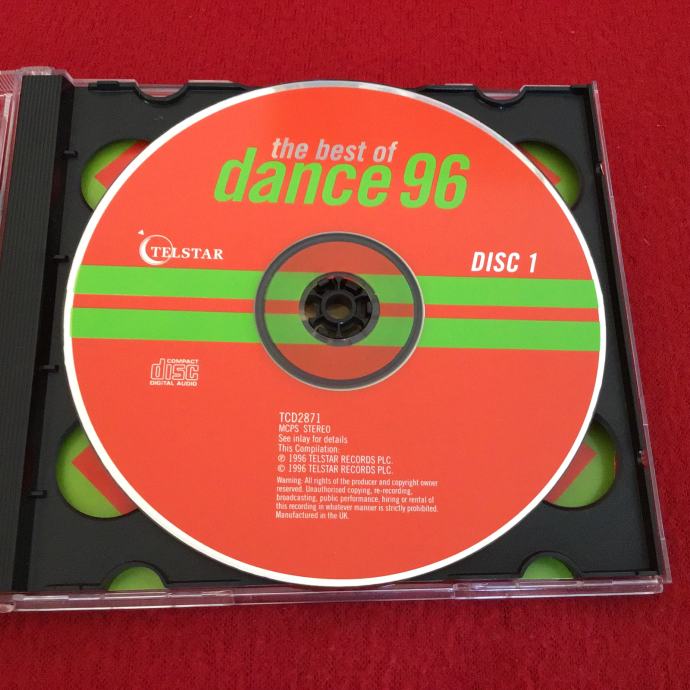 the best of
dance 96
TELSTAR
DISC 1
COMPACT
disc
DIGITAL AUDIO
TCD2871
MCPS STEREO
See inlay for details
This Compilation:
℗ 1996 TELSTAR RECORDS PLC.
© 1996 TELSTAR RECORDS PLC.
Warning: All rights of the producer and copyright owner
reserved. Unauthorised copying, re-recording,
broadcasting, public performance, hiring or rental of
this recording in whatever manner is strictly prohibited.
Manufactured in the UK.